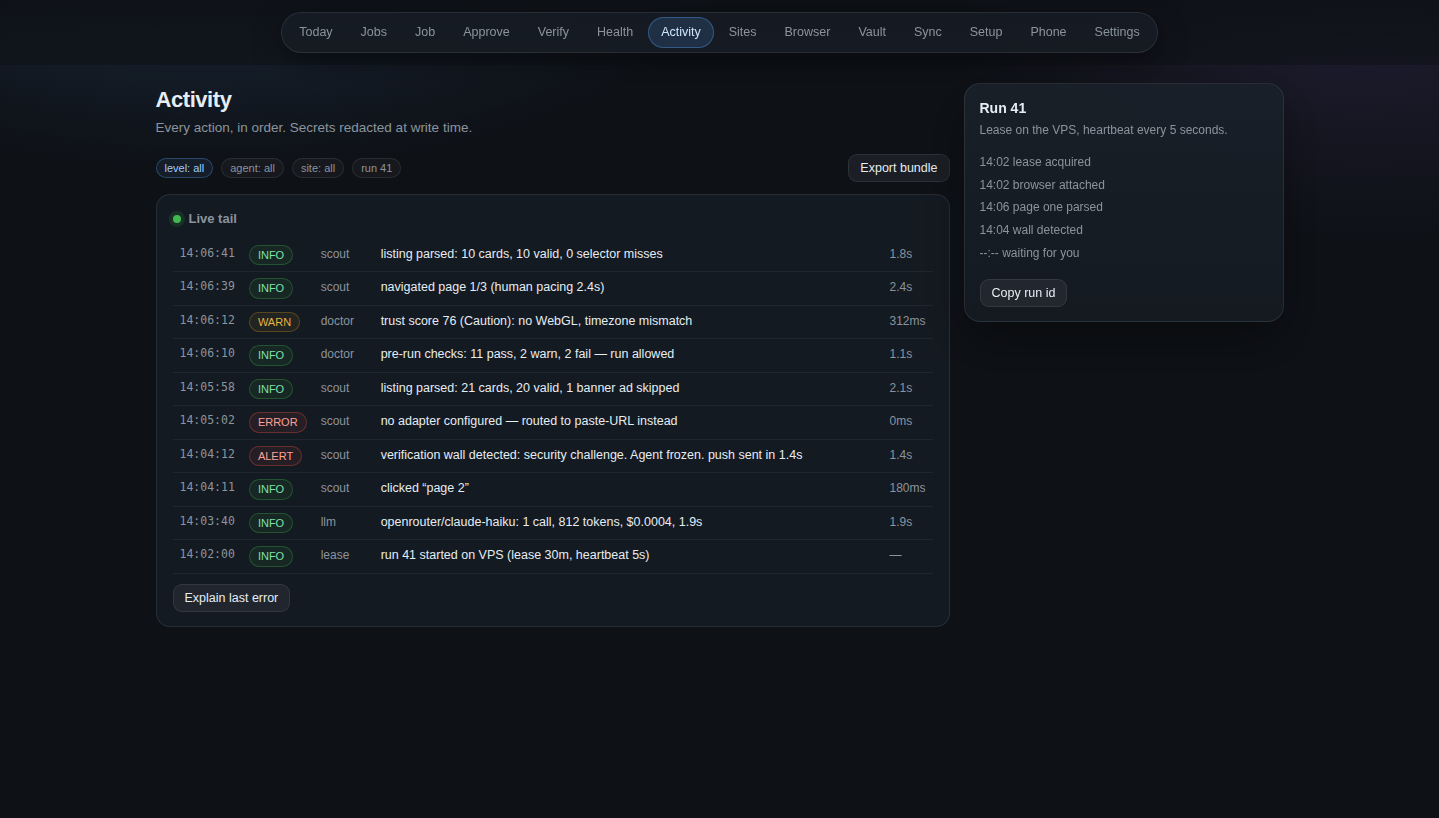 Today Jobs Job Approve Verify Health Activity Sites Browser Vault Sync Setup Phone Settings
Activity
Every action, in order. Secrets redacted at write time.
level: all agent: all site: all run 41 Export bundle
Live tail
14:06:41 INFO scout listing parsed: 10 cards, 10 valid, 0 selector misses 1.8s
14:06:39 INFO scout navigated page 1/3 (human pacing 2.4s) 2.4s
14:06:12 WARN doctor trust score 76 (Caution): no WebGL, timezone mismatch 312ms
14:06:10 INFO doctor pre-run checks: 11 pass, 2 warn, 2 fail — run allowed 1.1s
14:05:58 INFO scout listing parsed: 21 cards, 20 valid, 1 banner ad skipped 2.1s
14:05:02 ERROR scout no adapter configured — routed to paste-URL instead 0ms
14:04:12 ALERT scout verification wall detected: security challenge. Agent frozen. push sent in 1.4s 1.4s
14:04:11 INFO scout clicked “page 2” 180ms
14:03:40 INFO llm openrouter/claude-haiku: 1 call, 812 tokens, $0.0004, 1.9s 1.9s
14:02:00 INFO lease run 41 started on VPS (lease 30m, heartbeat 5s) —
Explain last error
Run 41
Lease on the VPS, heartbeat every 5 seconds.
14:02 lease acquired
14:02 browser attached
14:06 page one parsed
14:04 wall detected
--:-- waiting for you
Copy run id